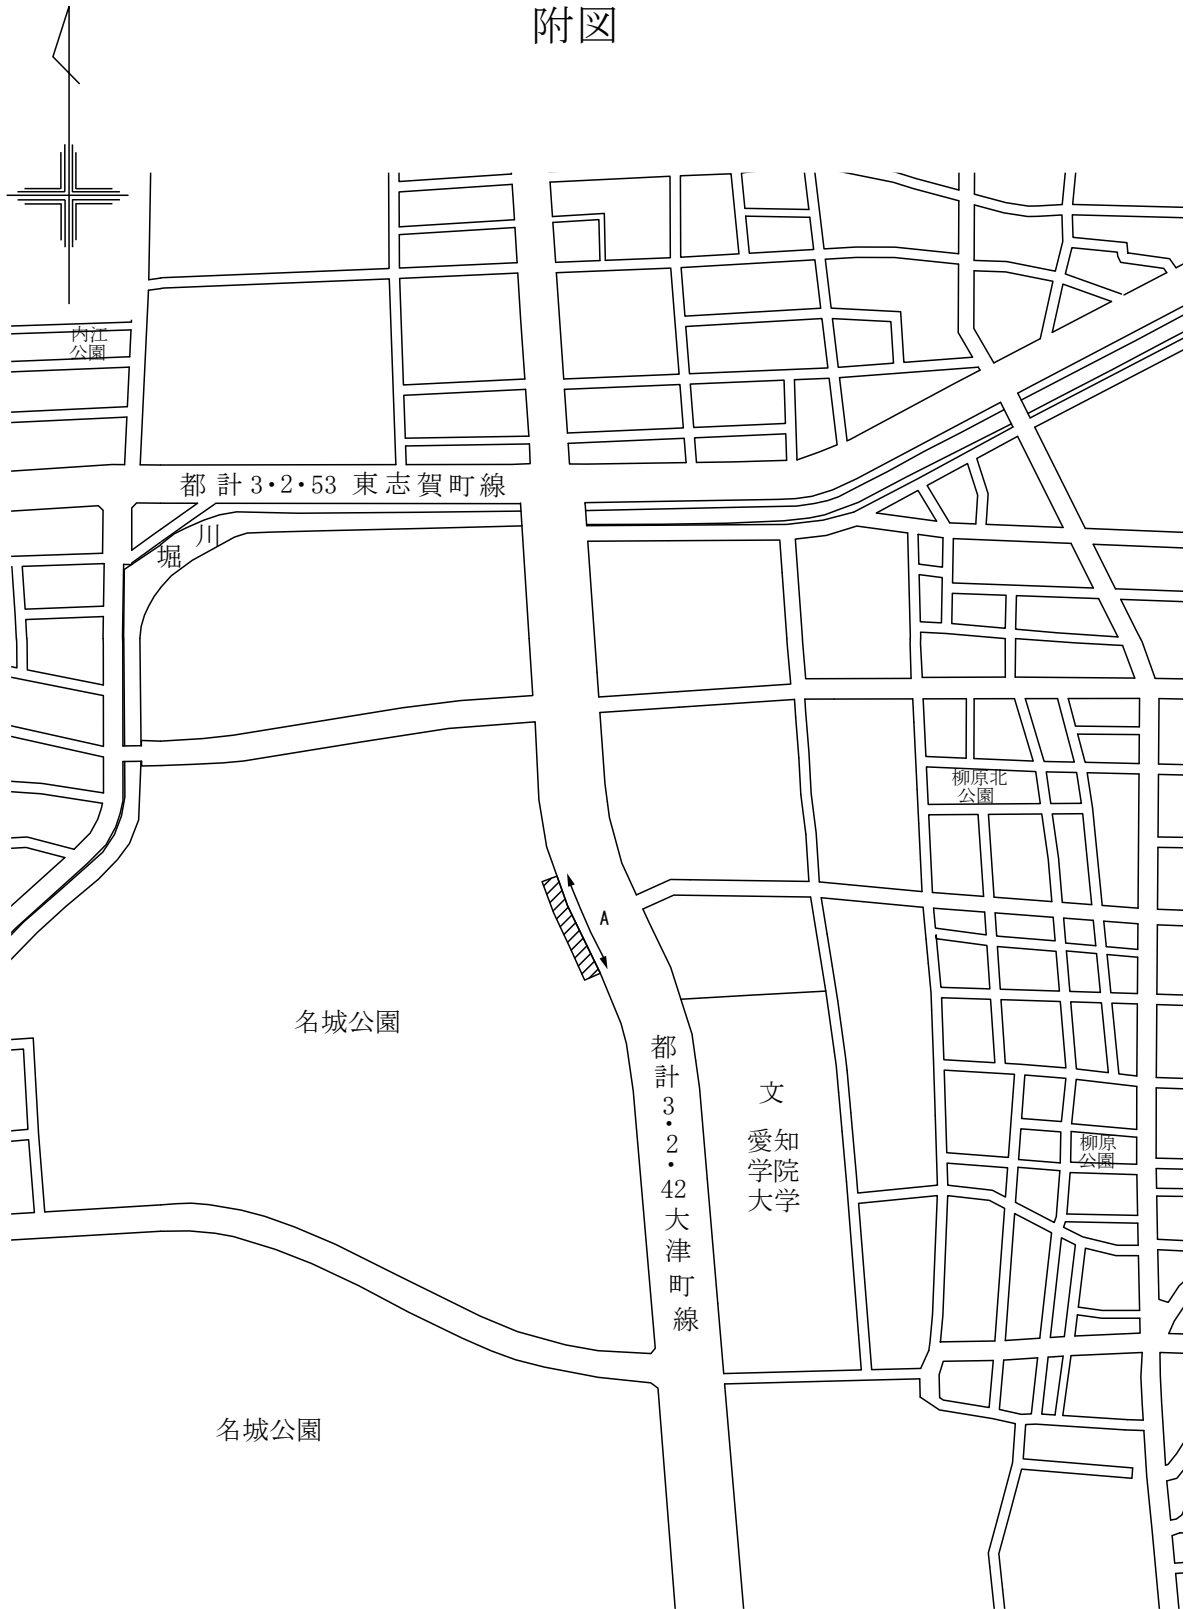 附図
内江
公園
都計3・2・53 東志賀町線
堀川
柳原北
公園
A
名城公園
都計3・2・42大津町線
文
愛知
学院
大学
柳原
公園
名城公園